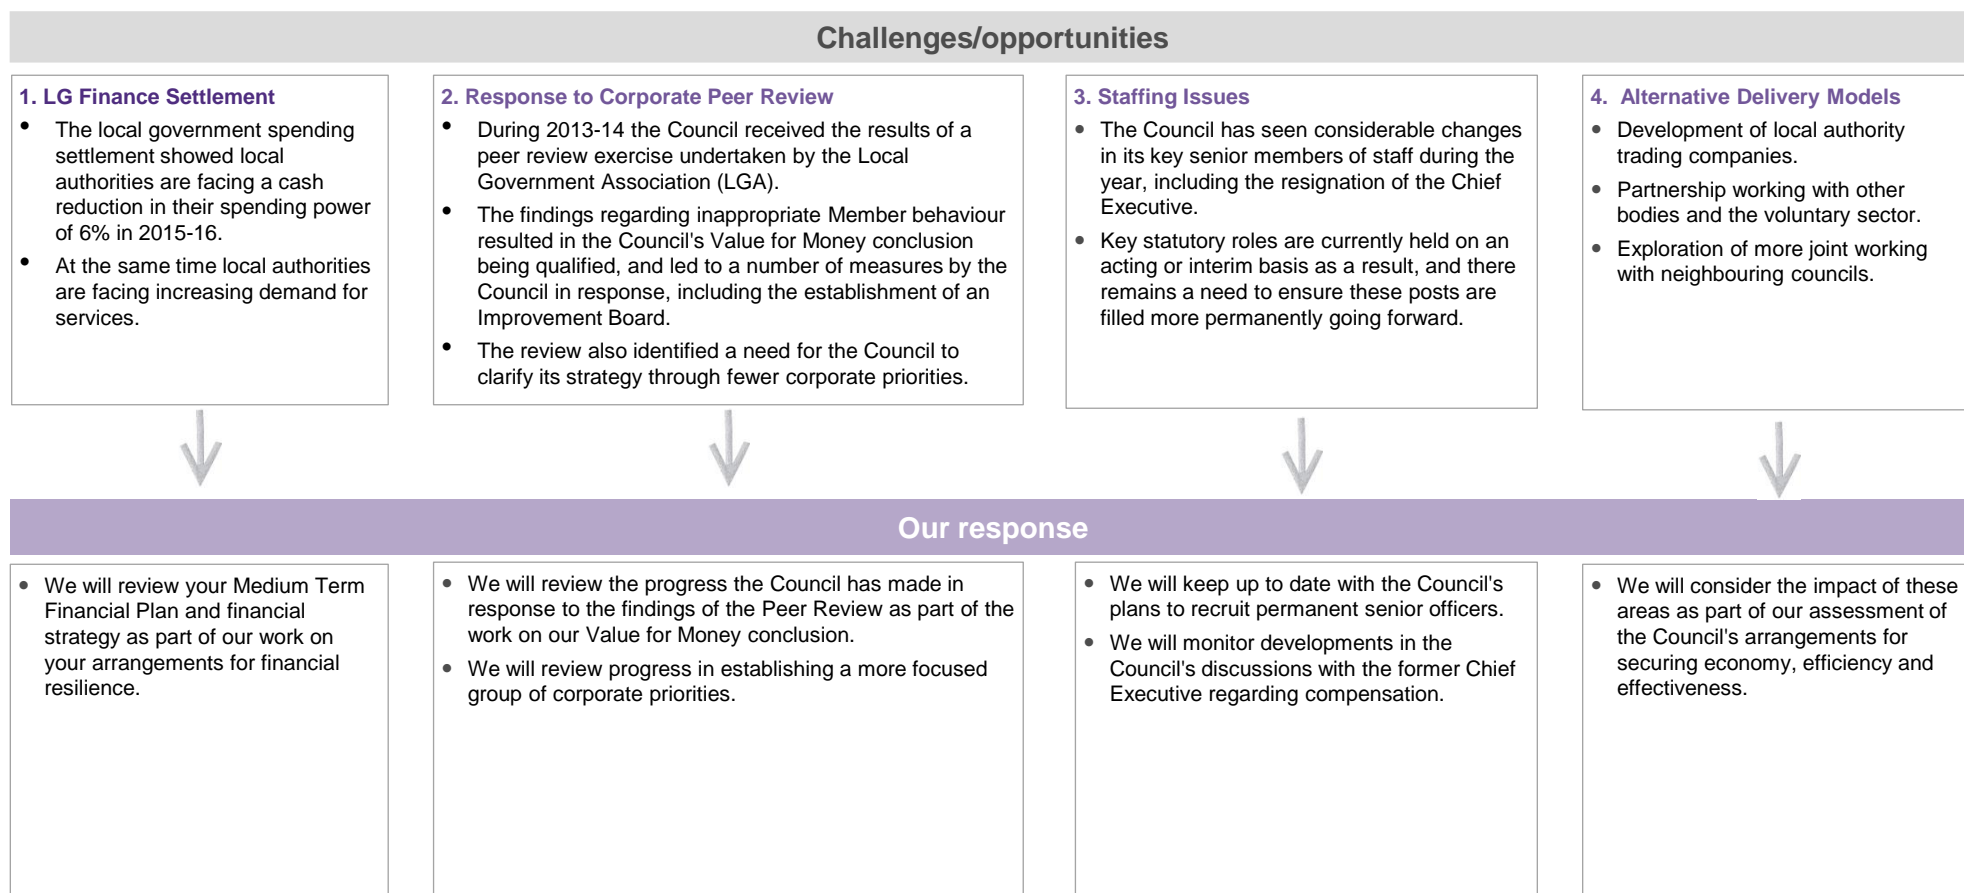 Challenges/opportunities
1. LG Finance Settlement
• The local government spending
settlement showed local
authorities are facing a cash
reduction in their spending power
of 6% in 2015-16.
• At the same time local authorities
are facing increasing demand for
services.
2. Response to Corporate Peer Review
• During 2013-14 the Council received the results of a
peer review exercise undertaken by the Local
Government Association (LGA).
• The findings regarding inappropriate Member behaviour
resulted in the Council's Value for Money conclusion
being qualified, and led to a number of measures by the
Council in response, including the establishment of an
Improvement Board.
• The review also identified a need for the Council to
clarify its strategy through fewer corporate priorities.
3. Staffing Issues
• The Council has seen considerable changes
in its key senior members of staff during the
year, including the resignation of the Chief
Executive.
• Key statutory roles are currently held on an
acting or interim basis as a result, and there
remains a need to ensure these posts are
filled more permanently going forward.
4. Alternative Delivery Models
• Development of local authority
trading companies.
• Partnership working with other
bodies and the voluntary sector.
• Exploration of more joint working
with neighbouring councils.
Our response
• We will review your Medium Term
Financial Plan and financial
strategy as part of our work on
your arrangements for financial
resilience.
• We will review the progress the Council has made in
response to the findings of the Peer Review as part of the
work on our Value for Money conclusion.
• We will review progress in establishing a more focused
group of corporate priorities.
• We will keep up to date with the Council's
plans to recruit permanent senior officers.
• We will monitor developments in the
Council's discussions with the former Chief
Executive regarding compensation.
• We will consider the impact of these
areas as part of our assessment of
the Council's arrangements for
securing economy, efficiency and
effectiveness.